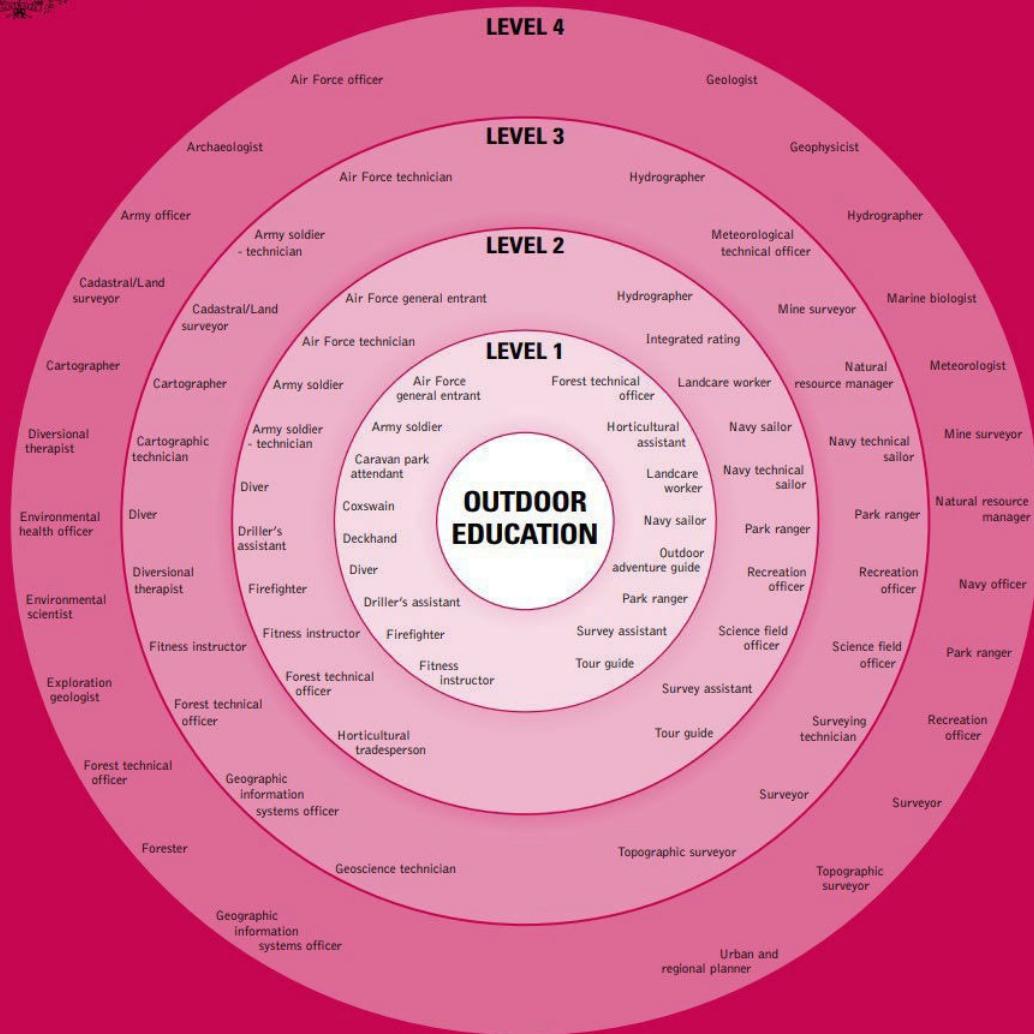 LEVEL 4
Air Force officer
Archaeologist
Army officer
Cadastral/Land
surveyor
Cartographer
Diversional
therapist
Environmental
health officer
Environmental
scientist
Exploration
geologist
Forest technical
officer
Forester
Geographic
information
systems officer
Geologist
Geophysicist
Hydrographer
Marine biologist
Meteorologist
Mine surveyor
Natural resource
manager
Navy officer
Park ranger
Recreation
officer
Surveyor
Topographic
surveyor
Urban and
regional planner
LEVEL 3
Air Force technician
Army soldier
- technician
Cadastral/Land
surveyor
Cartographer
Cartographic
technician
Diver
Diversional
therapist
Fitness instructor
Forest technical
officer
Geographic
information
systems officer
Geoscience technician
Hydrographer
Meteorological
technical officer
Mine surveyor
Natural
resource manager
Navy technical
sailor
Park ranger
Recreation
officer
Science field
officer
Surveying
technician
Surveyor
Topographic surveyor
LEVEL 2
Air Force general entrant
Air Force technician
Army soldier
Army soldier
- technician
Diver
Driller's
assistant
Firefighter
Fitness instructor
Forest technical
officer
Horticultural
tradesperson
Hydrographer
Integrated rating
Landcare worker
Navy sailor
Navy technical
sailor
Park ranger
Recreation
officer
Science field
officer
Survey assistant
Tour guide
LEVEL 1
Air Force
general entrant
Army soldier
Caravan park
attendant
Coxswain
Deckhand
Diver
Driller's assistant
Firefighter
Fitness
instructor
Forest technical
officer
Horticultural
assistant
Landcare
worker
Navy sailor
Outdoor
adventure guide
Park ranger
Survey assistant
Tour guide
OUTDOOR
EDUCATION